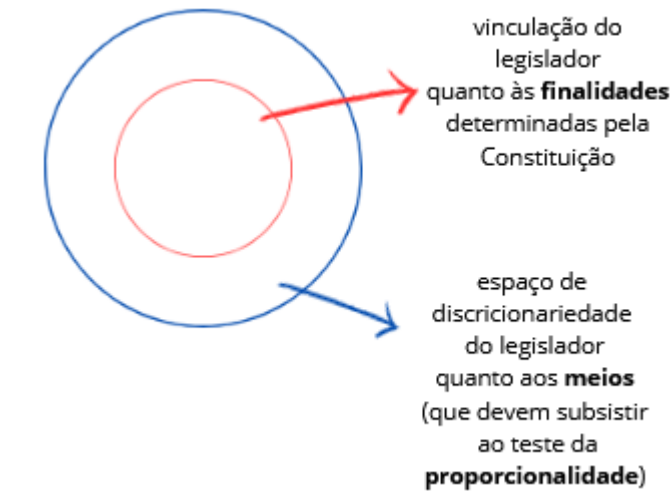 vinculação do
legislador
quanto às finalidades
determinadas pela
Constituição
espaço de
discricionariedade
do legislador
quanto aos meios
(que devem subsistir
ao teste da
proporcionalidade)